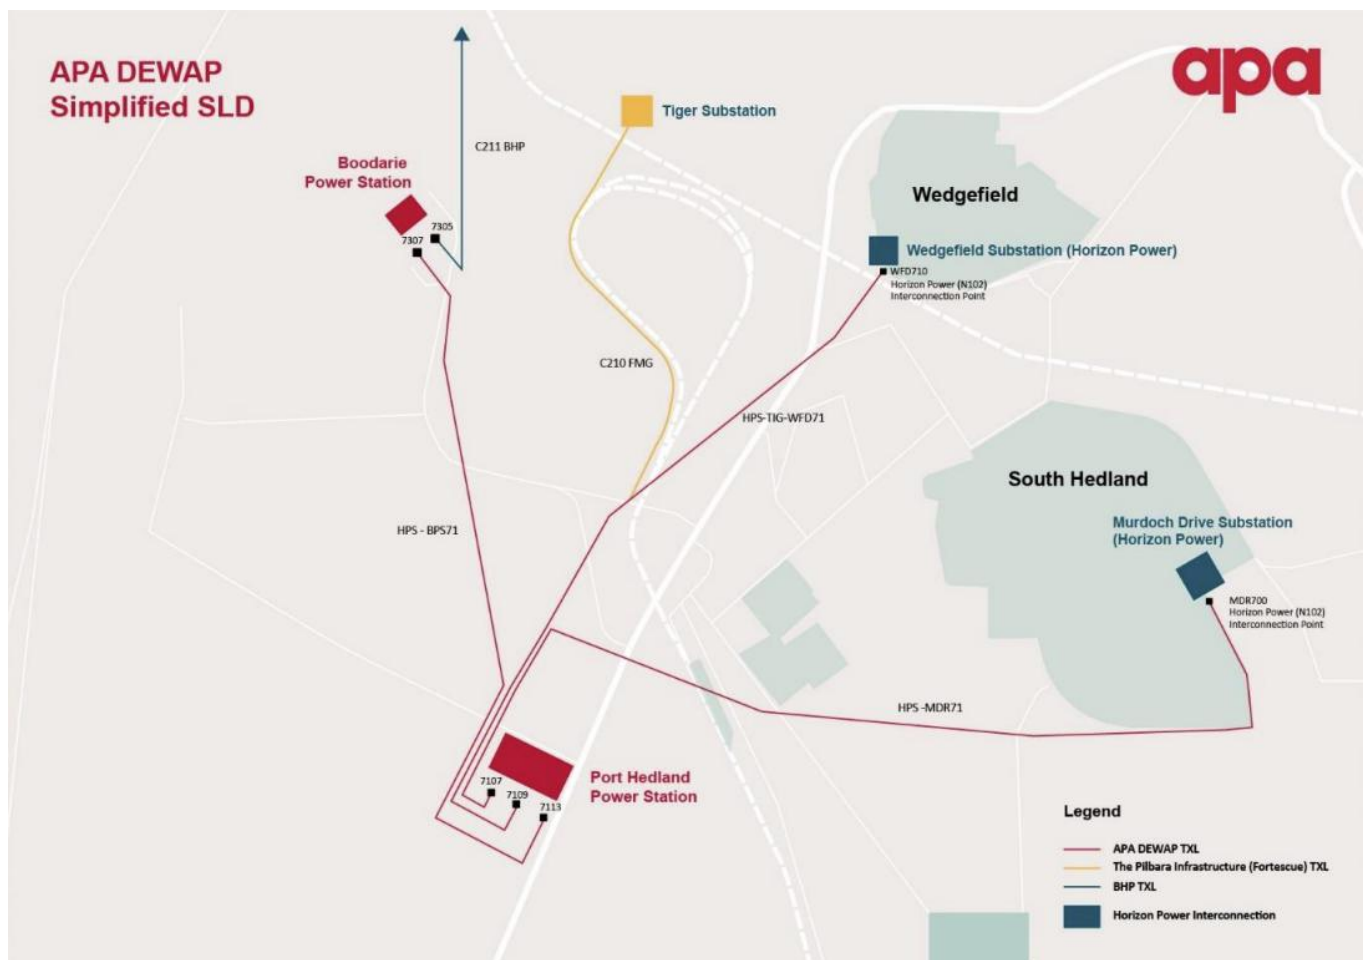 APA DEWAP
Simplified SLD
apa
Tiger Substation
C211 BHP
Boodarie
Power Station
7305
7307
Wedgefield
Wedgefield Substation (Horizon Power)
WFD710
Horizon Power (N102)
Interconnection Point
C210 FMG
HPS-TIG-WFD71
South Hedland
Murdoch Drive Substation
(Horizon Power)
HPS - BPS71
MDR700
Horizon Power (N102)
Interconnection Point
HPS -MDR71
7107
7109
7113
Port Hedland
Power Station
Legend
APA DEWAP TXL
The Pilbara Infrastructure (Fortescue) TXL
BHP TXL
Horizon Power Interconnection